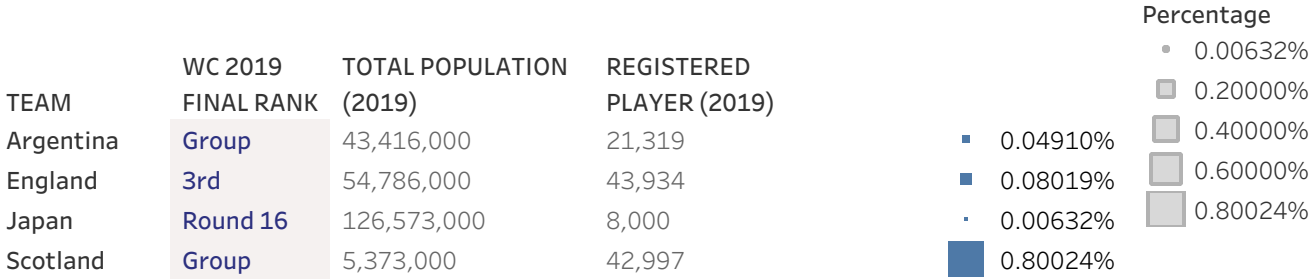 Percentage
0.00632%
0.20000%
0.40000%
0.60000%
0.80024%
WC 2019 TOTAL POPULATION REGISTERED
TEAM FINAL RANK (2019) PLAYER (2019)
Argentina Group 43,416,000 21,319 0.04910%
England 3rd 54,786,000 43,934 0.08019%
Japan Round 16 126,573,000 8,000 0.00632%
Scotland Group 5,373,000 42,997 0.80024%